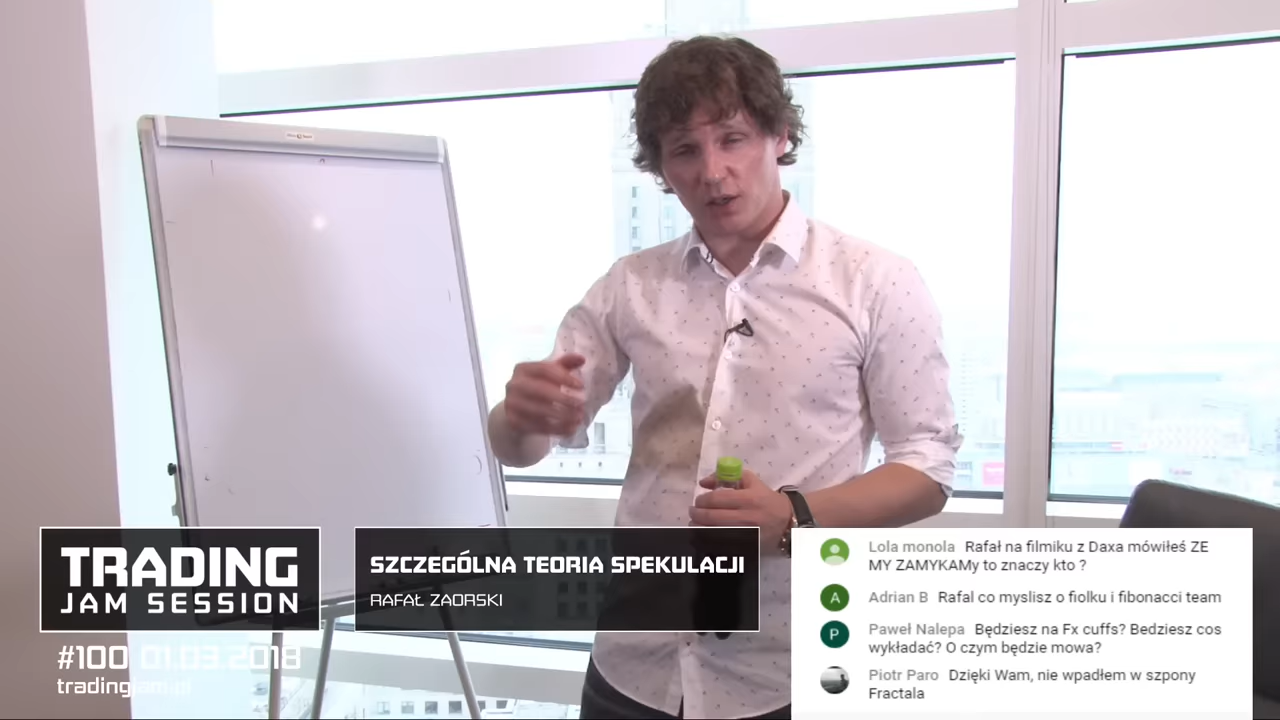 TRADING
JAM SESSION
#100 01.03.2018
tradingjam.pl
SZCZEGÓLNA TEORIA SPEKULACJI
RAFAŁ ZAORSKI
Lola monola Rafał na filmiku z Daxa mówiłeś ZE
MY ZAMYKAMy to znaczy kto ?
A
Adrian B Rafal co myslisz o fiolku i fibonacci team
P
Paweł Nalepa Będziesz na Fx cuffs? Bedziesz cos
wykładać? O czym będzie mowa?
Piotr Paro Dzięki Wam, nie wpadłem w szpony
Fractala